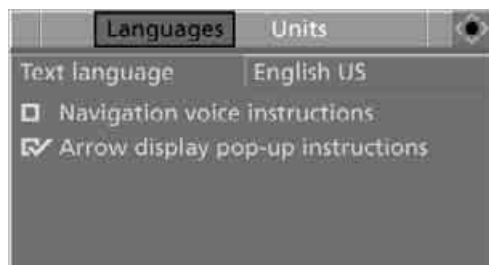 Languages Units
Text language English US
Navigation voice instructions
Arrow display pop-up instructions